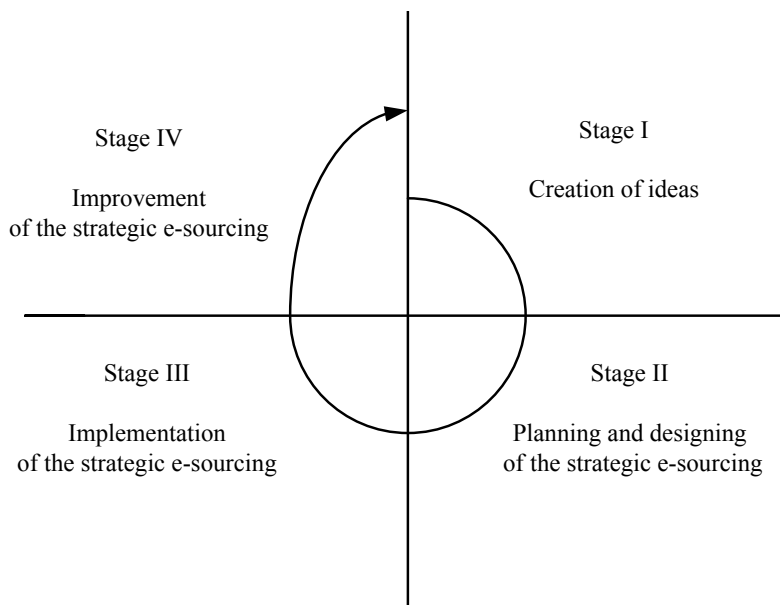 Stage IV
Improvement
of the strategic e-sourcing
Stage I
Creation of ideas
Stage III
Implementation
of the strategic e-sourcing
Stage II
Planning and designing
of the strategic e-sourcing